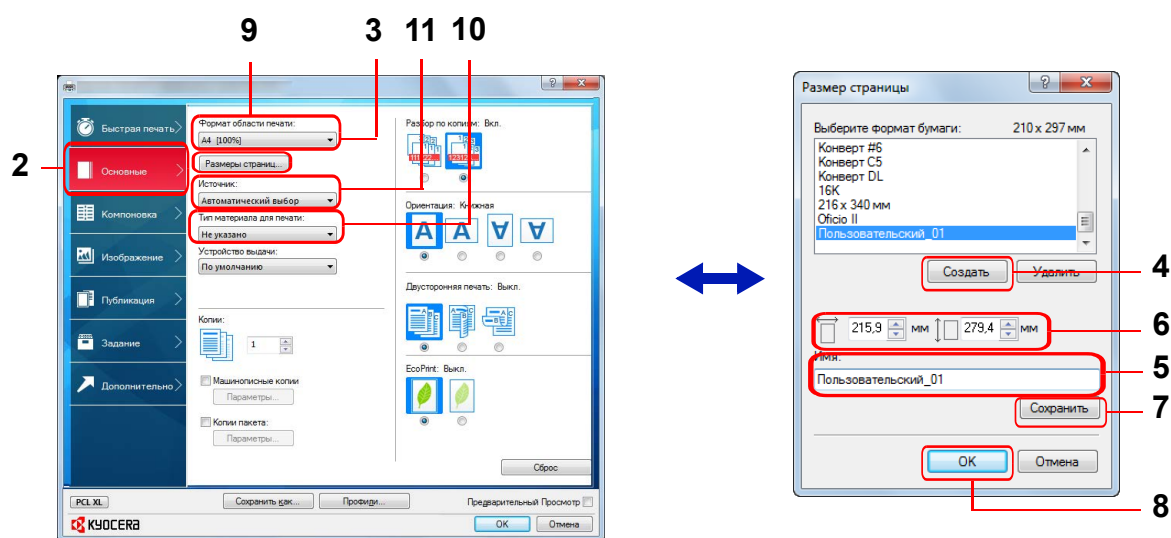 9 3 11 10
Быстрая печать
Основные
Компоновка
Изображение
Публикация
Задание
Дополнительно
2
Формат области печати:
A4 [100%]
Размеры страниц...
Источник:
Автоматический выбор
Тип материала для печати:
Не указано
Устройство выдачи:
По умолчанию
Копии:
1
Машинописные копии
Параметры...
Копии пакета:
Параметры...
Разбор по копиям: Вкл.
Ориентация: Книжная
A A A A
Двусторонняя печать: Выкл.
EcoPrint: Выкл.
Сброс
PCL XL
Сохранить как...
Профили...
Предварительный Просмотр
KYOCERA
OK
Отмена
Размер страницы
Выберите формат бумаги: 210 x 297 мм
Конверт #6
Конверт C5
Конверт DL
16K
216 x 340 мм
Oficio II
Пользовательский_01
Создать
Удалить
4
215,9 мм 279,4 мм
6
Имя:
Пользовательский_01
5
Сохранить
7
OK
Отмена
8